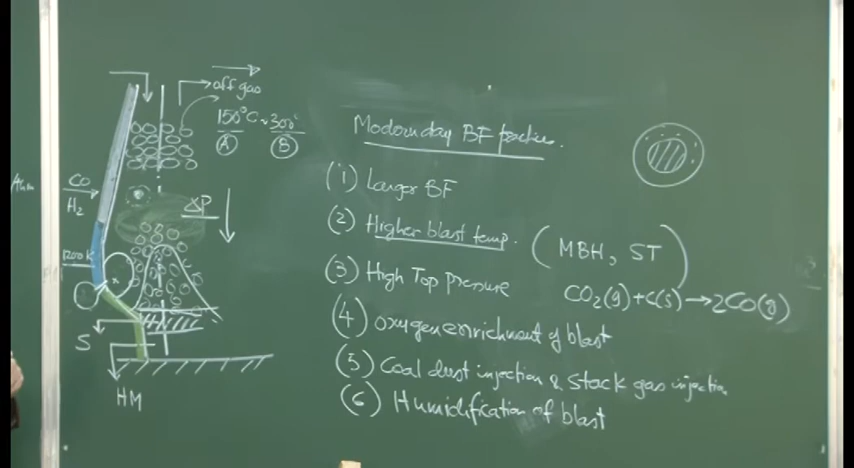 off gas
150°C ~ 300°
A B
CO
H2
ΔP
1200K
S
HM
Modern day BF practice.
(1) Larger BF
(2) Higher blast temp. (MBH, ST)
(3) High Top pressure
CO2(g)+C(s)→2CO(g)
(4) oxygen enrichment of blast
(5) Coal dust injection & stack gas injection
(6) Humidification of blast